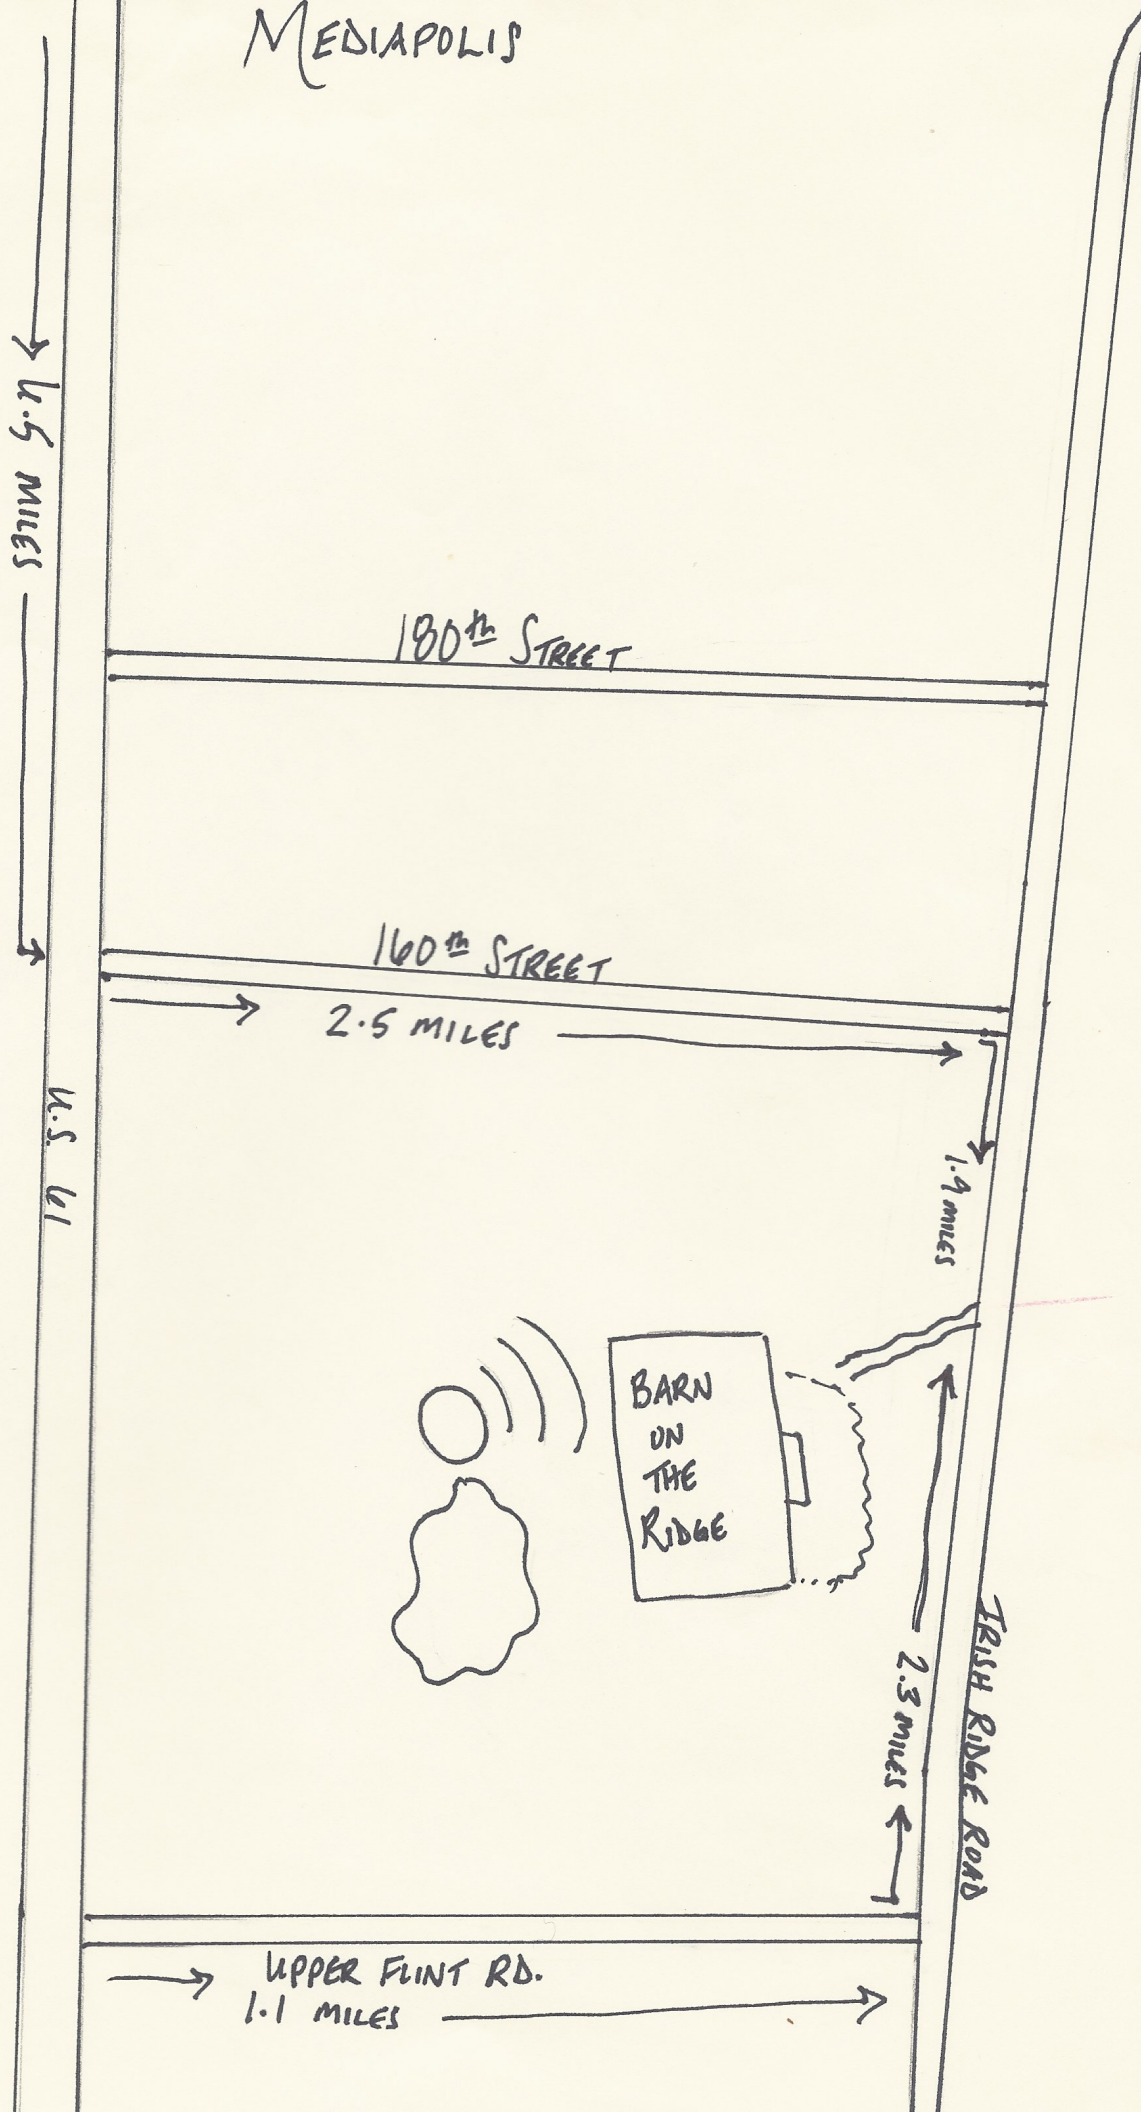 MEDIAPOLIS
4.5 MILES
180th STREET
160th STREET
2.5 MILES
U.S. 61
1.4 MILES
BARN
ON
THE
RIDGE
IRISH RIDGE ROAD
2.3 MILES
UPPER FLINT RD.
1.1 MILES